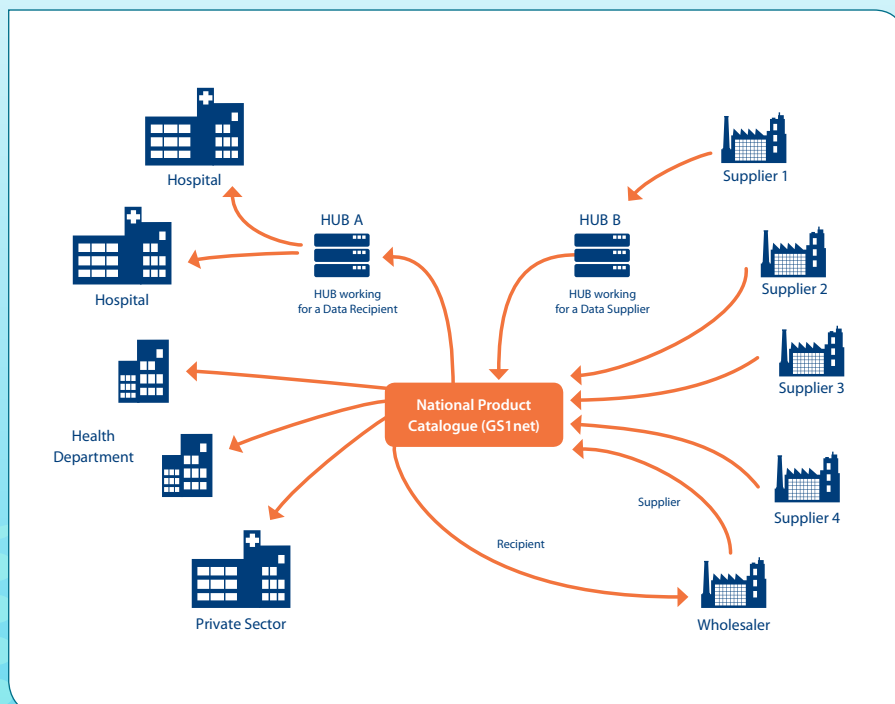 Hospital
Hospital
HUB A
HUB working
for a Data Recipient
HUB B
HUB working
for a Data Supplier
Supplier 1
Supplier 2
Supplier 3
Supplier 4
National Product
Catalogue (GS1net)
Health
Department
Private Sector
Recipient
Supplier
Wholesaler